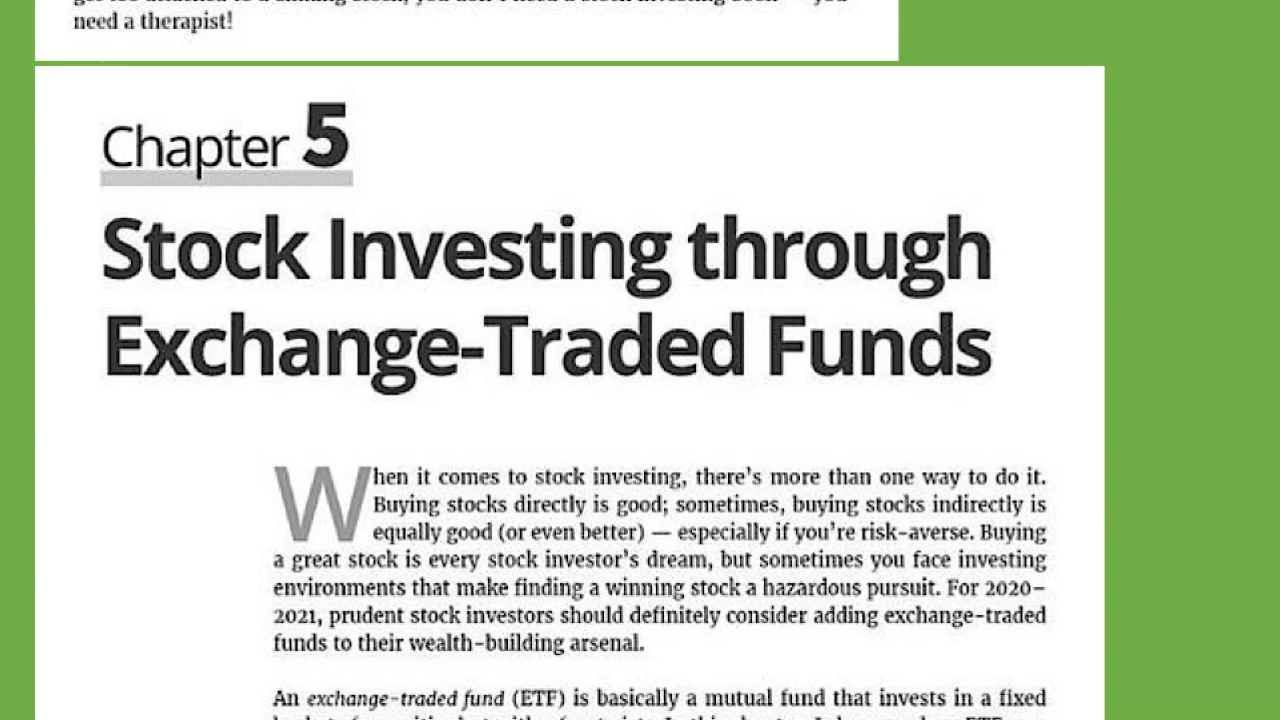 need a therapist!
Chapter 5
Stock Investing through
Exchange-Traded Funds
When it comes to stock investing, there's more than one way to do it.
Buying stocks directly is good; sometimes, buying stocks indirectly is
equally good (or even better) — especially if you're risk-averse. Buying
a great stock is every stock investor's dream, but sometimes you face investing
environments that make finding a winning stock a hazardous pursuit. For 2020–
2021, prudent stock investors should definitely consider adding exchange-traded
funds to their wealth-building arsenal.
An exchange-traded fund (ETF) is basically a mutual fund that invests in a fixed